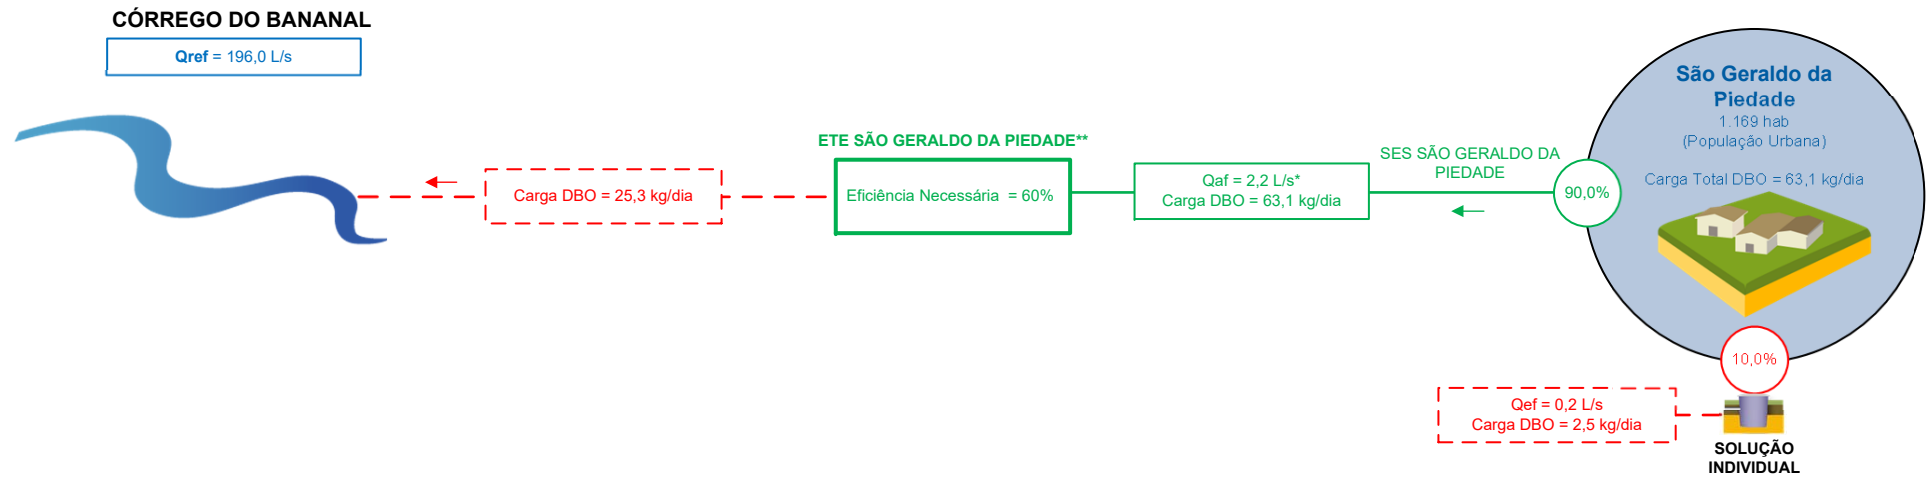 CÓRREGO DO BANANAL
Qref = 196,0 L/s
Carga DBO = 25,3 kg/dia
ETE SÃO GERALDO DA PIEDADE**
Eficiência Necessária = 60%
Qaf = 2,2 L/s*
Carga DBO = 63,1 kg/dia
SES SÃO GERALDO DA
PIEDADE
90,0%
São Geraldo da
Piedade
1.169 hab
(População Urbana)
Carga Total DBO = 63,1 kg/dia
10,0%
Qef = 0,2 L/s
Carga DBO = 2,5 kg/dia
SOLUÇÃO
INDIVIDUAL